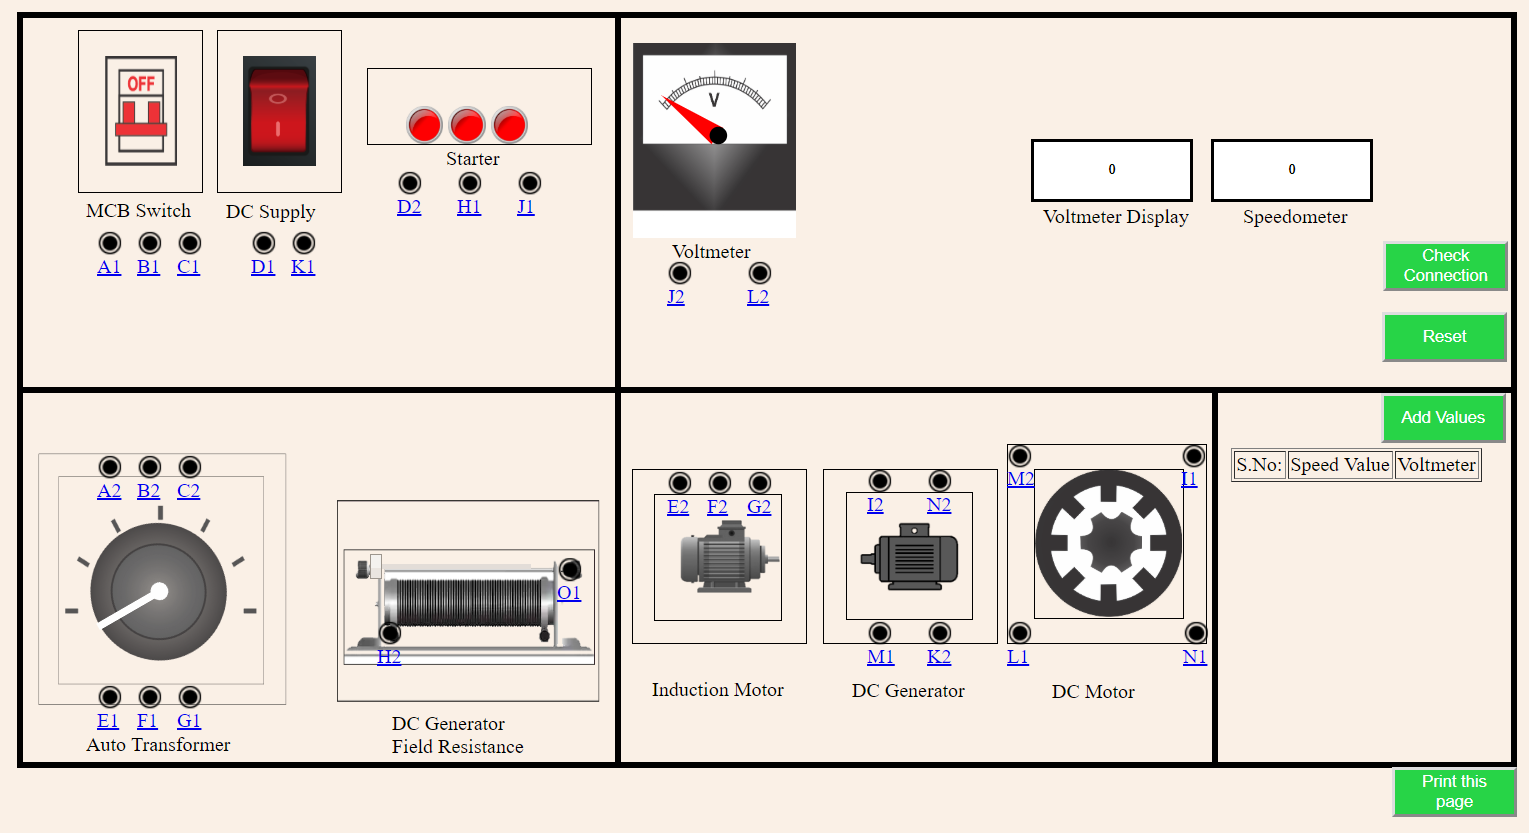 OFF
MCB Switch
A1 B1 C1
DC Supply
D1 K1
Starter
D2 H1 J1
V
Voltmeter
J2 L2
0
Voltmeter Display
0
Speedometer
Check
Connection
Reset
A2 B2 C2
E1 F1 G1
Auto Transformer
O1
H2
DC Generator
Field Resistance
E2 F2 G2
Induction Motor
I2 N2
M1 K2
DC Generator
M2 I1
L1 N1
DC Motor
Add Values
S.No: Speed Value Voltmeter
Print this
page